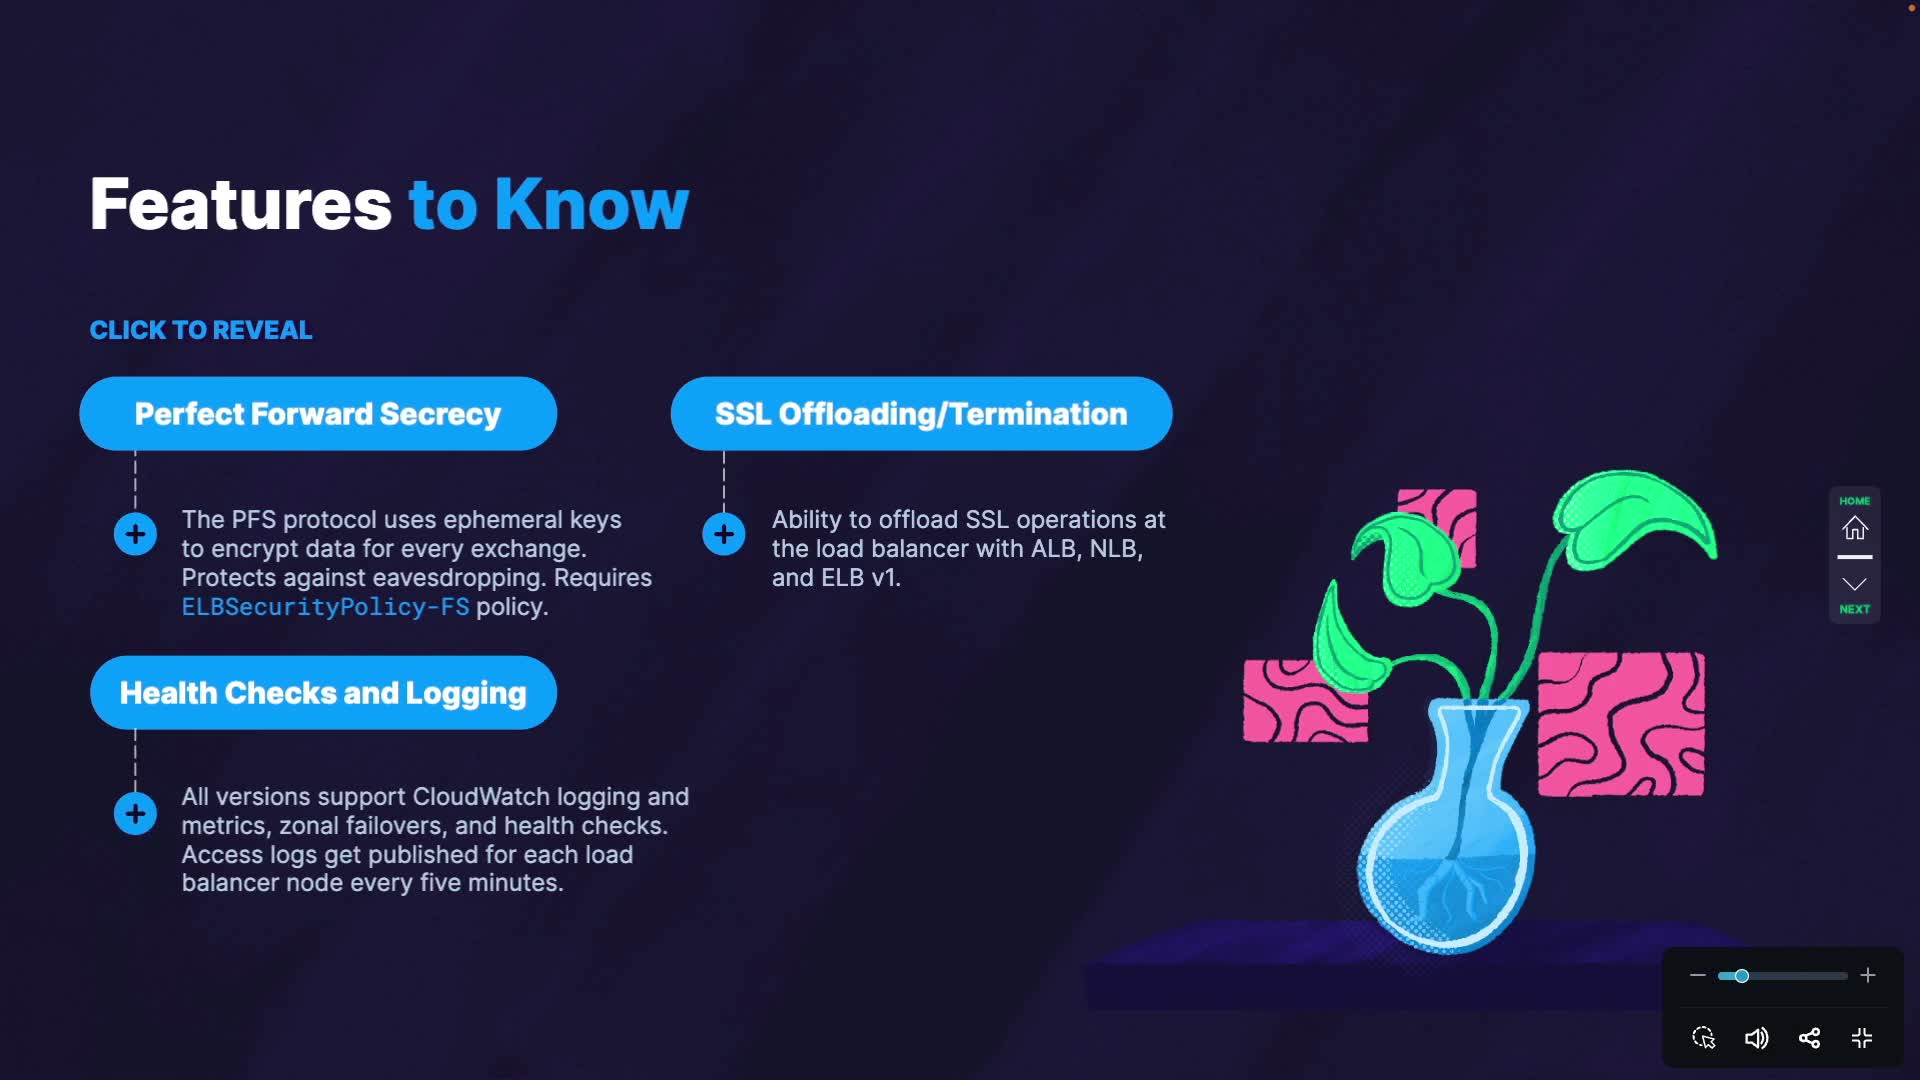 Features to Know
CLICK TO REVEAL
Perfect Forward Secrecy
The PFS protocol uses ephemeral keys
to encrypt data for every exchange.
Protects against eavesdropping. Requires
ELBSecurityPolicy-FS policy.
SSL Offloading/Termination
Ability to offload SSL operations at
the load balancer with ALB, NLB,
and ELB v1.
Health Checks and Logging
All versions support CloudWatch logging and
metrics, zonal failovers, and health checks.
Access logs get published for each load
balancer node every five minutes.
HOME
NEXT